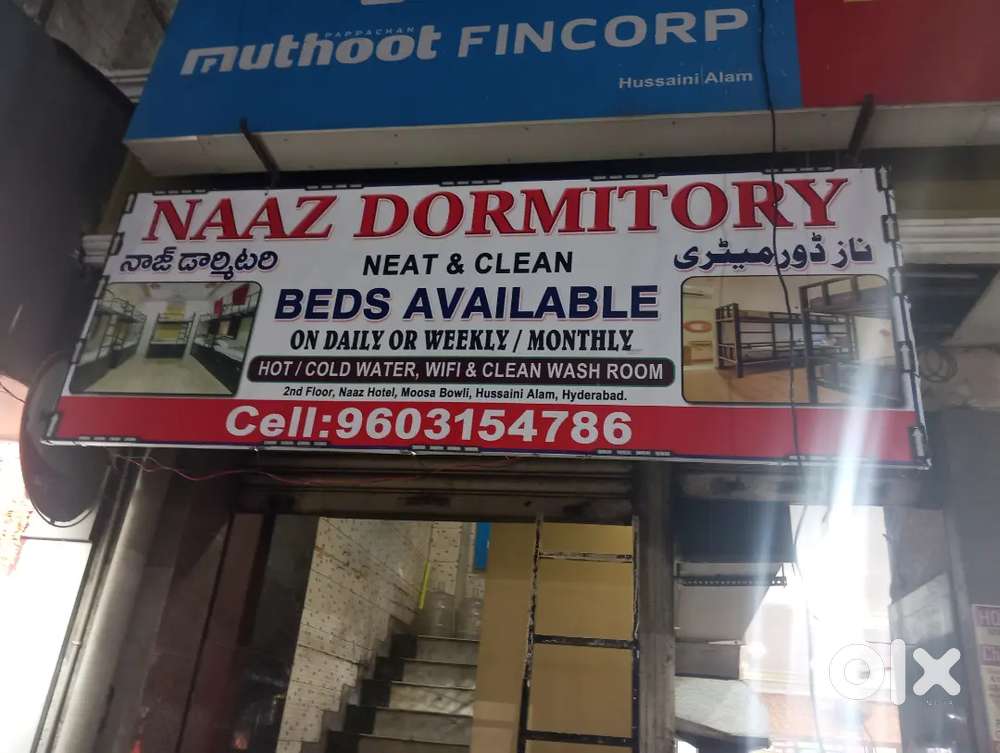 PAPPACHAN
muthoot FINCORP
Hussaini Alam
NAAZ DORMITORY
నాజ్ డార్మిటరి
NEAT & CLEAN
ناز ڈورمیٹری
BEDS AVAILABLE
ON DAILY OR WEEKLY / MONTHLY
HOT / COLD WATER, WIFI & CLEAN WASH ROOM
2nd Floor, Naaz Hotel, Moosa Bowli, Hussaini Alam, Hyderabad.
Cell:9603154786
olx